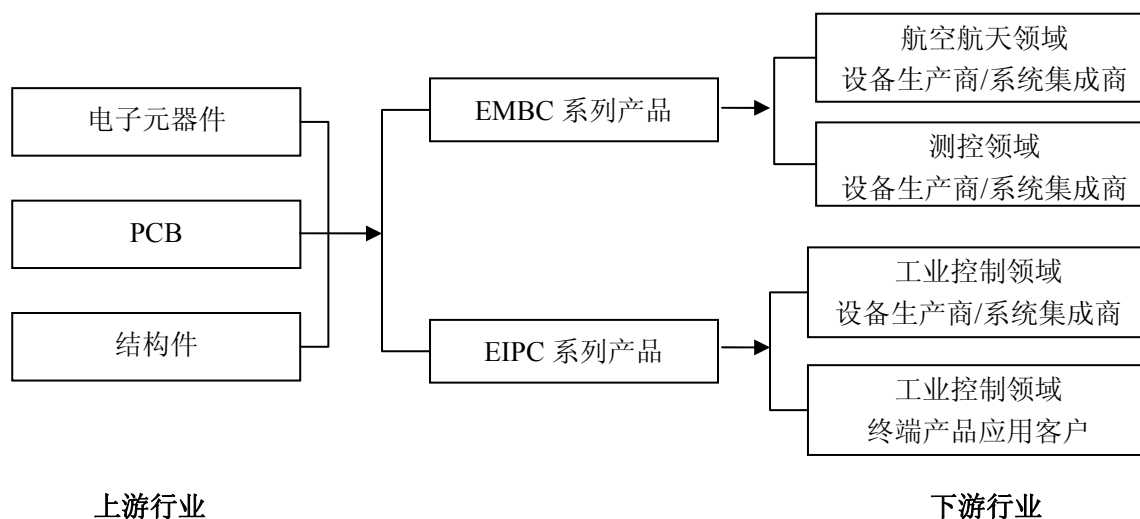 电子元器件
PCB
结构件
上游行业
EMBC 系列产品
EIPC 系列产品
航空航天领域
设备生产商/系统集成商
测控领域
设备生产商/系统集成商
工业控制领域
设备生产商/系统集成商
工业控制领域
终端产品应用客户
下游行业